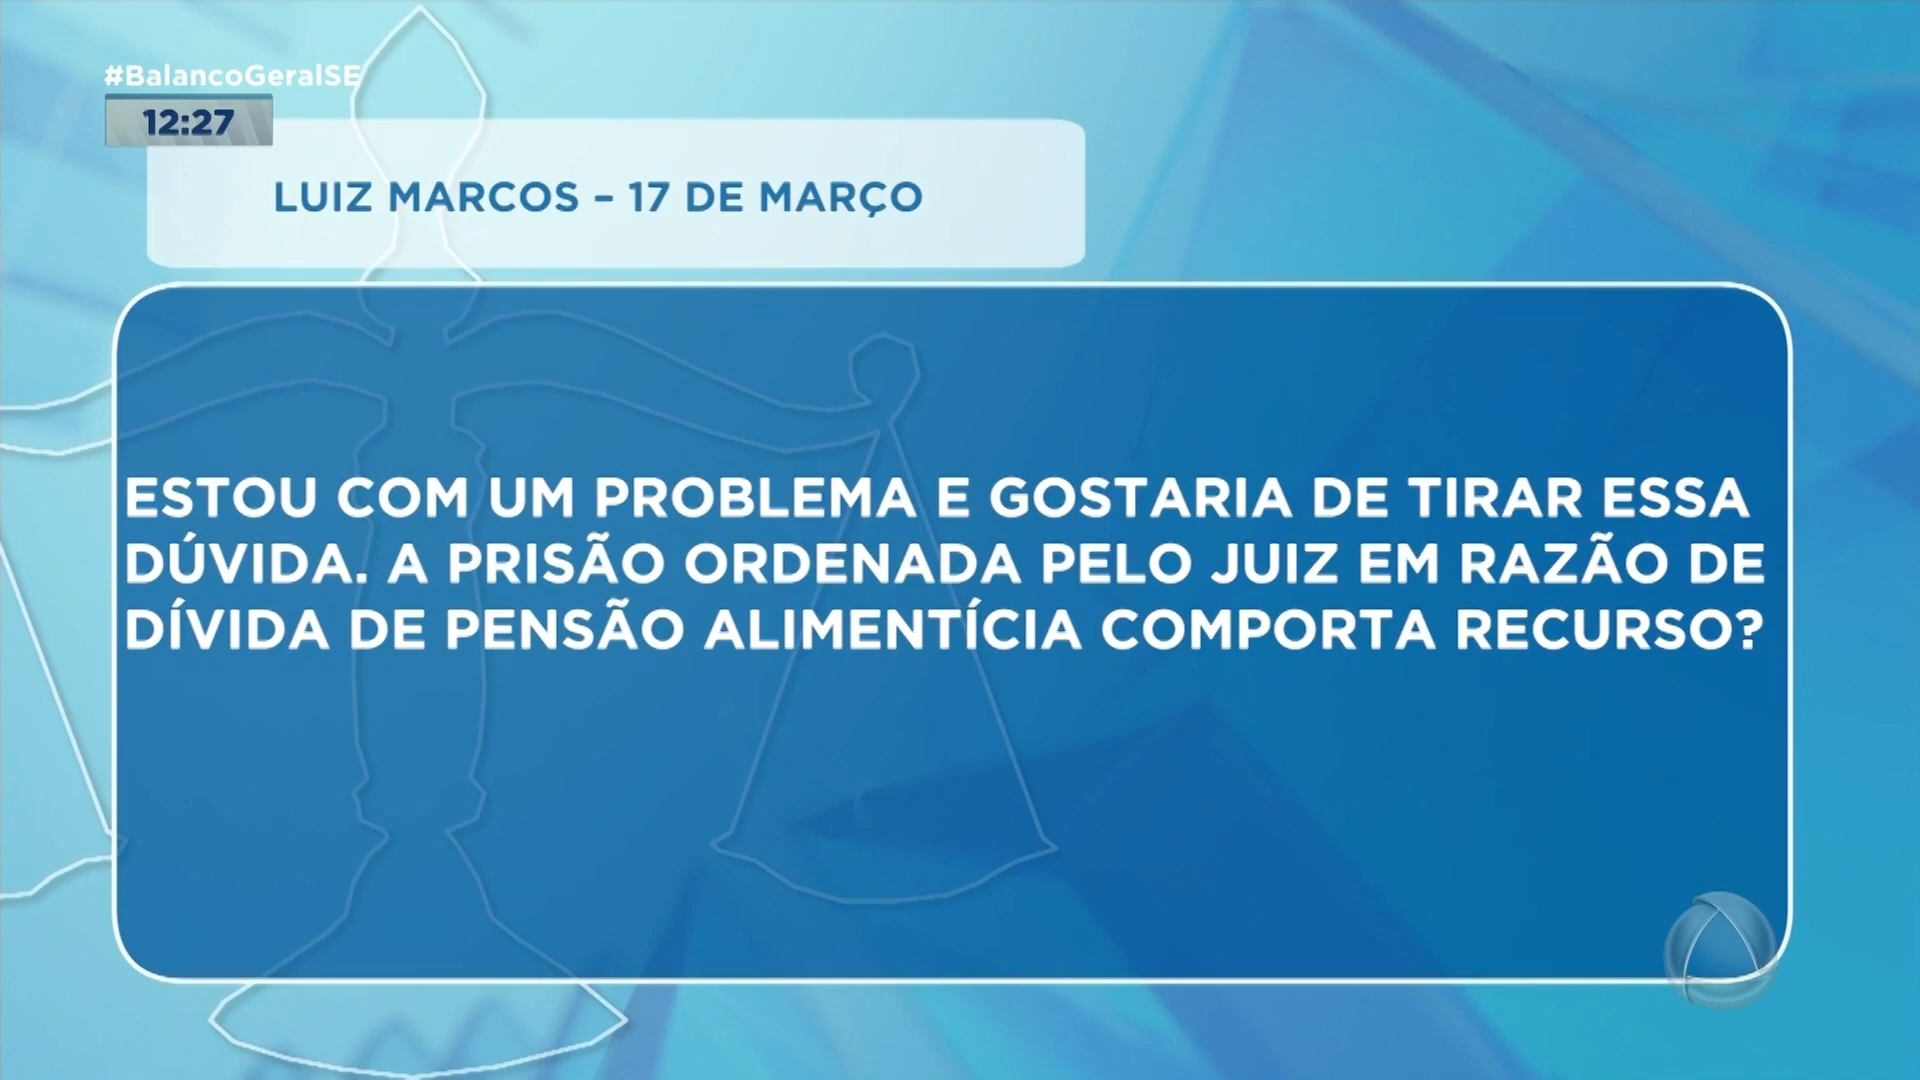 #BalancoGeralSE
12:27
LUIZ MARCOS – 17 DE MARÇO
ESTOU COM UM PROBLEMA E GOSTARIA DE TIRAR ESSA
DÚVIDA. A PRISÃO ORDENADA PELO JUIZ EM RAZÃO DE
DÍVIDA DE PENSÃO ALIMENTÍCIA COMPORTA RECURSO?